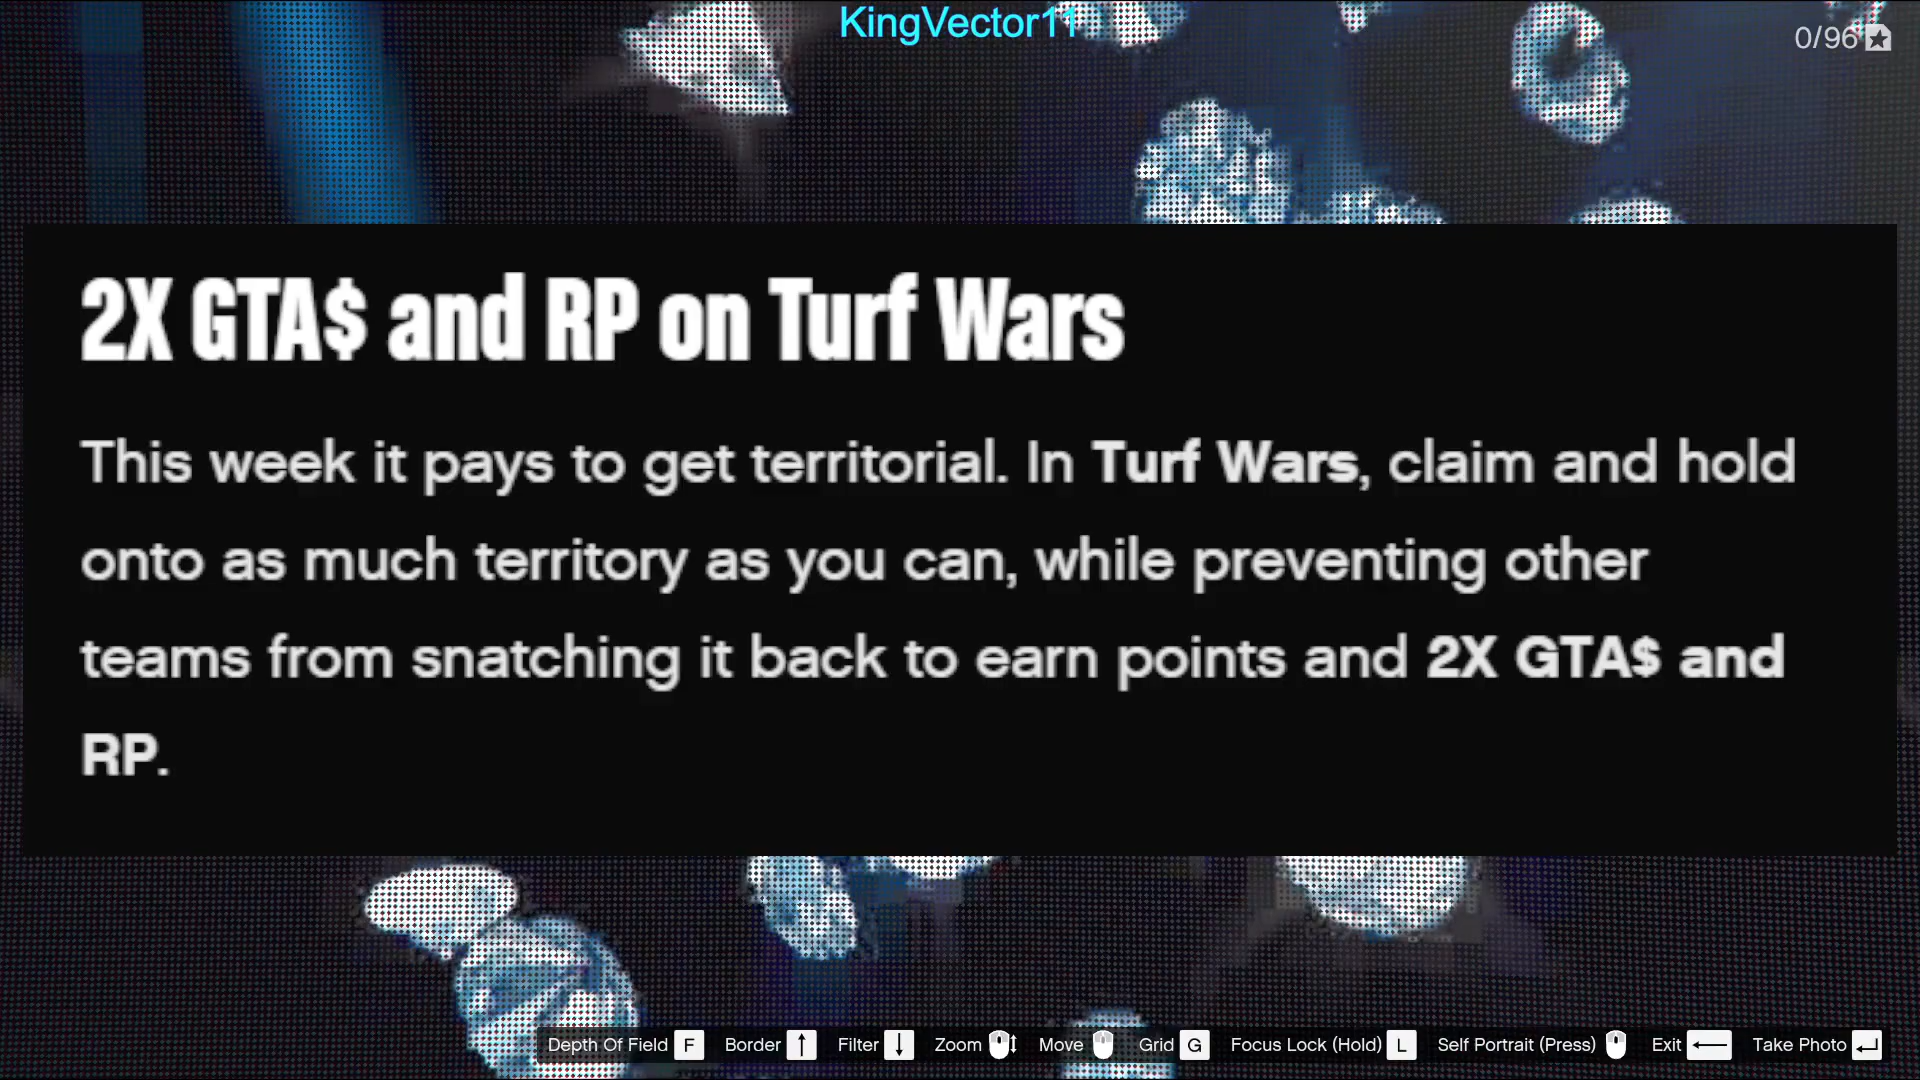 KingVector11
0/96
2X GTA$ and RP on Turf Wars
This week it pays to get territorial. In Turf Wars, claim and hold
onto as much territory as you can, while preventing other
teams from snatching it back to earn points and 2X GTA$ and
RP.
Depth Of Field F Border ↑ Filter ↓ Zoom Move Grid G Focus Lock (Hold) L Self Portrait (Press) Exit Take Photo